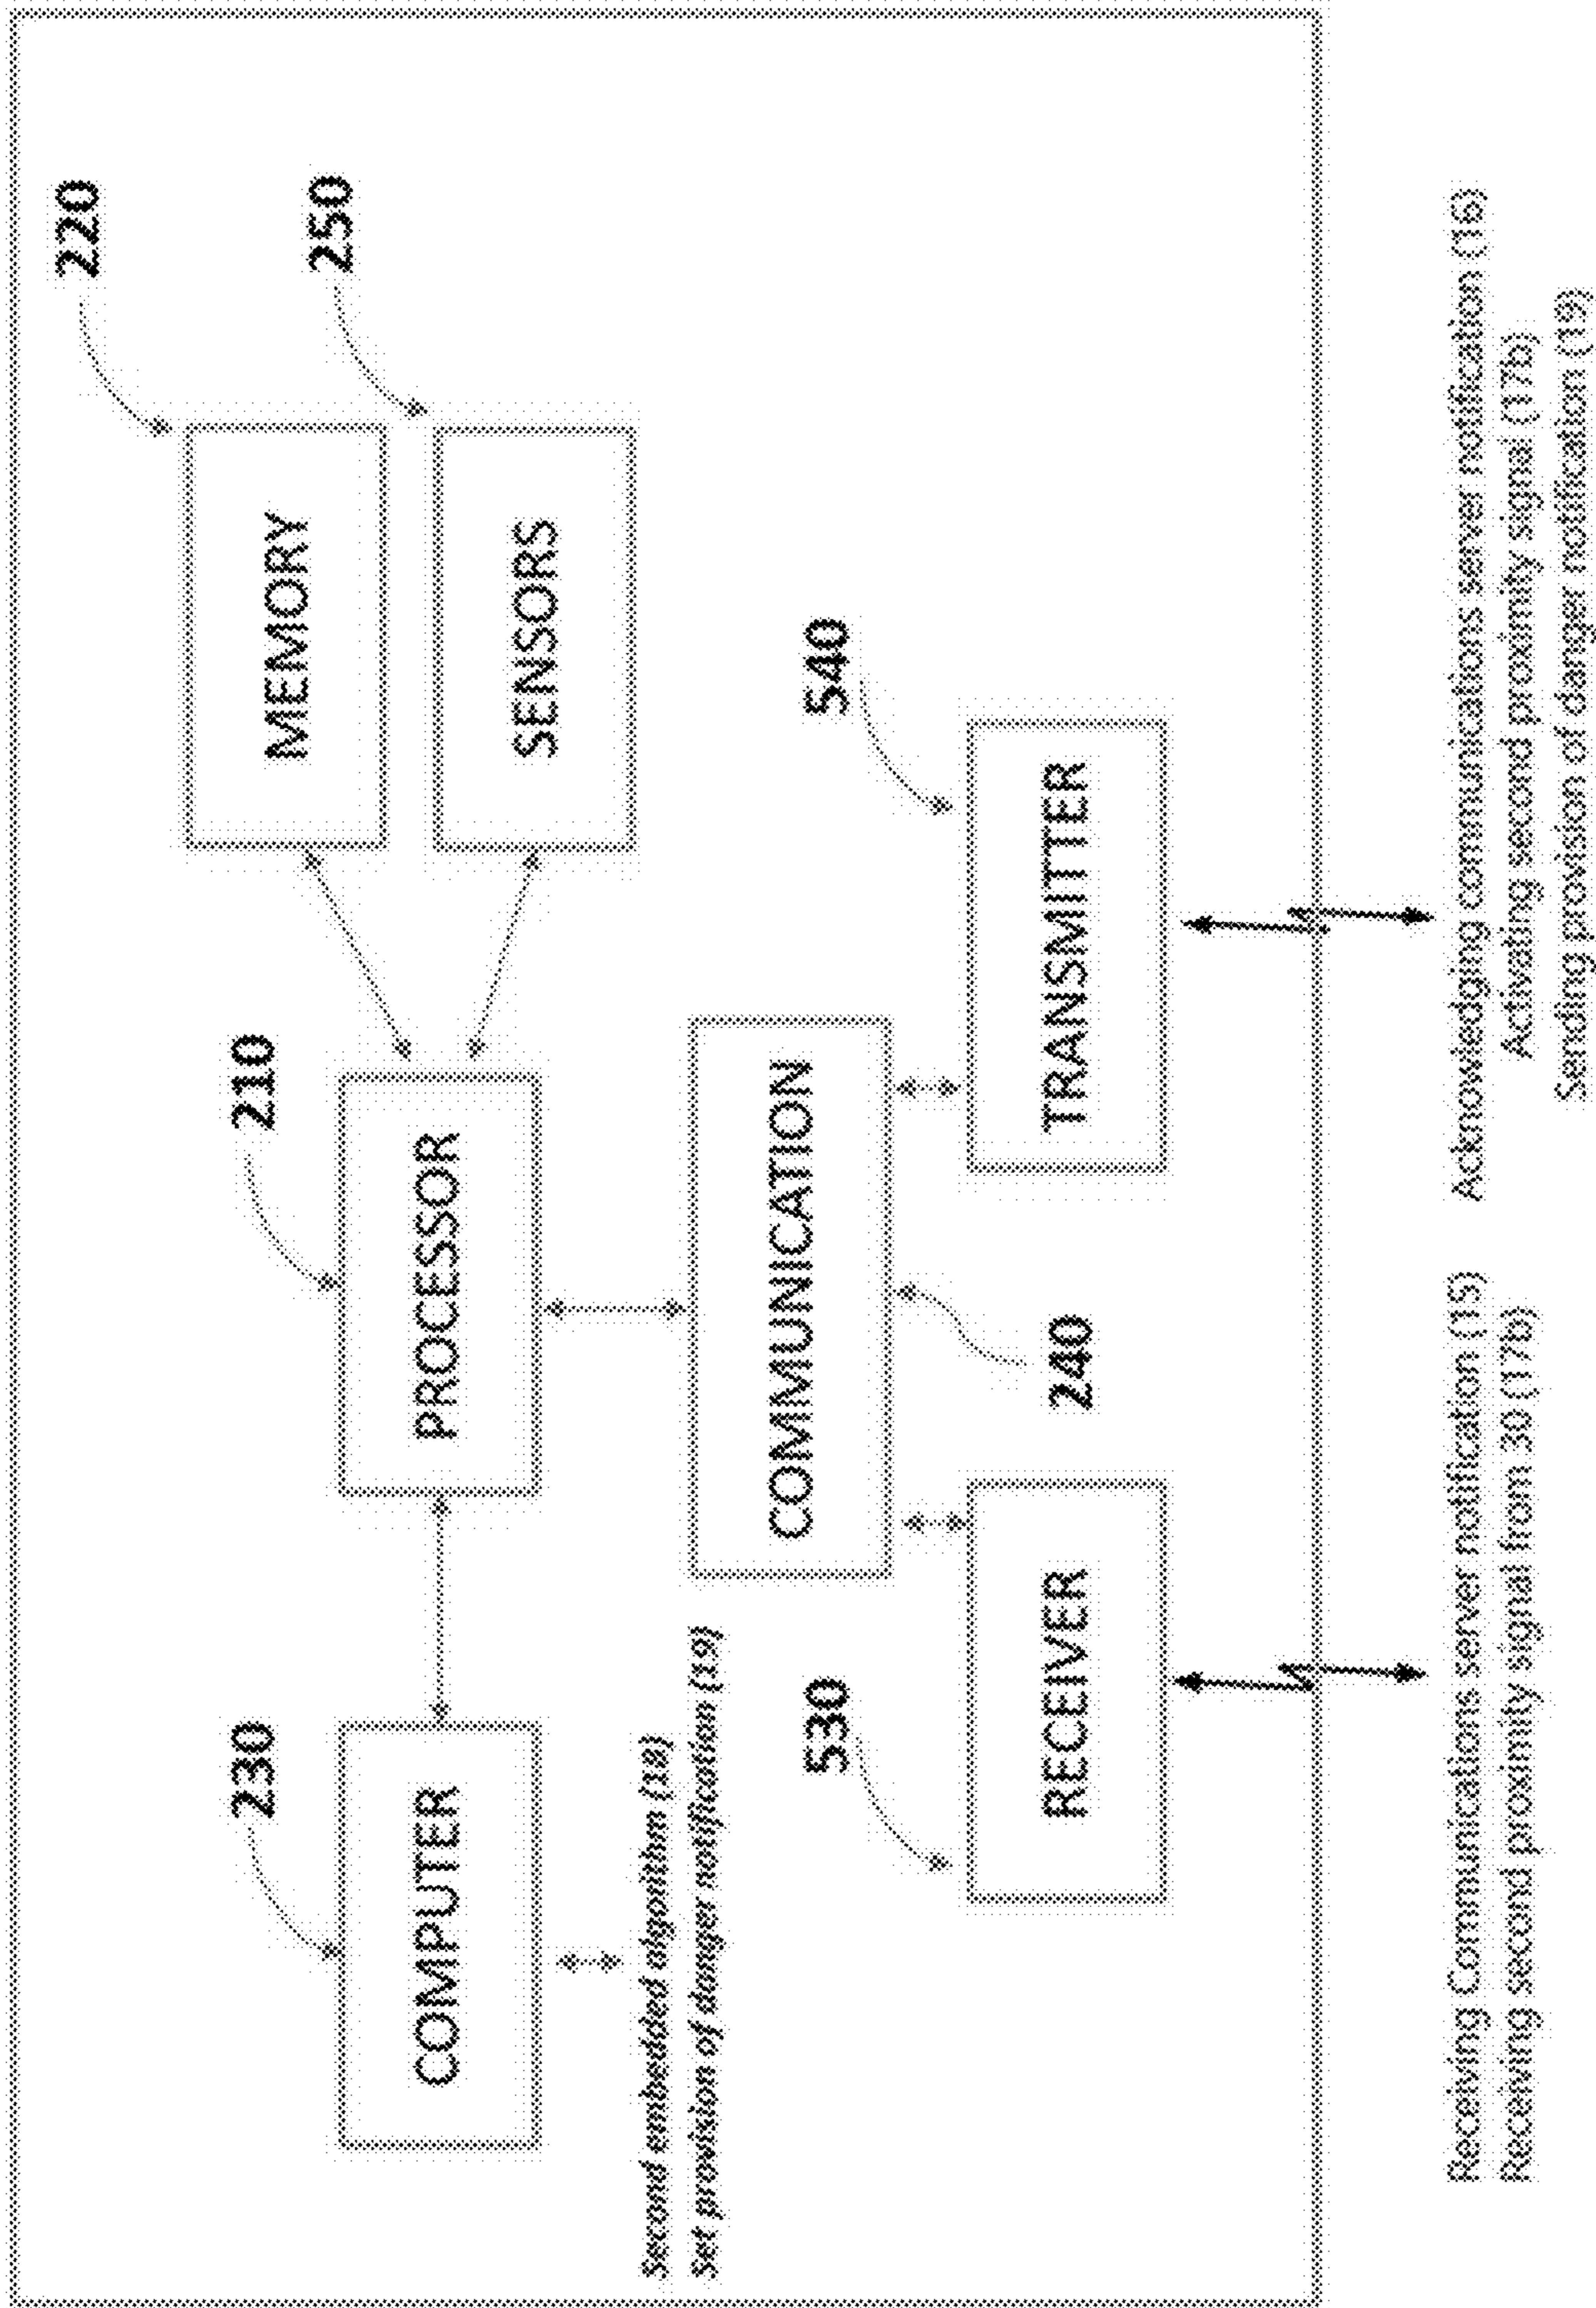 220
MEMORY
250
SENSORS
210
PROCESSOR
230
COMPUTER
Second embedded algorithm (18)
Set provision of danger notification (19)
COMMUNICATION
240
530
RECEIVER
540
TRANSMITTER
Receiving Communications server notification (15)
Receiving second proximity signal from 30 (17b)
Acknowledging communications server notification (16)
Activating second proximity signal (17b)
Sending provision of danger notification (19)